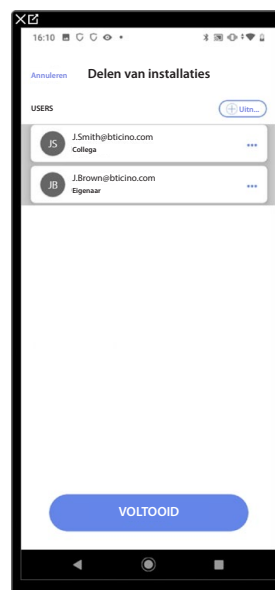 16:10
Annuleren
Delen van installaties
USERS
Uitn...
JS
J.Smith@bticino.com
Collega
JB
J.Brown@bticino.com
Eigenaar
VOLTOOID